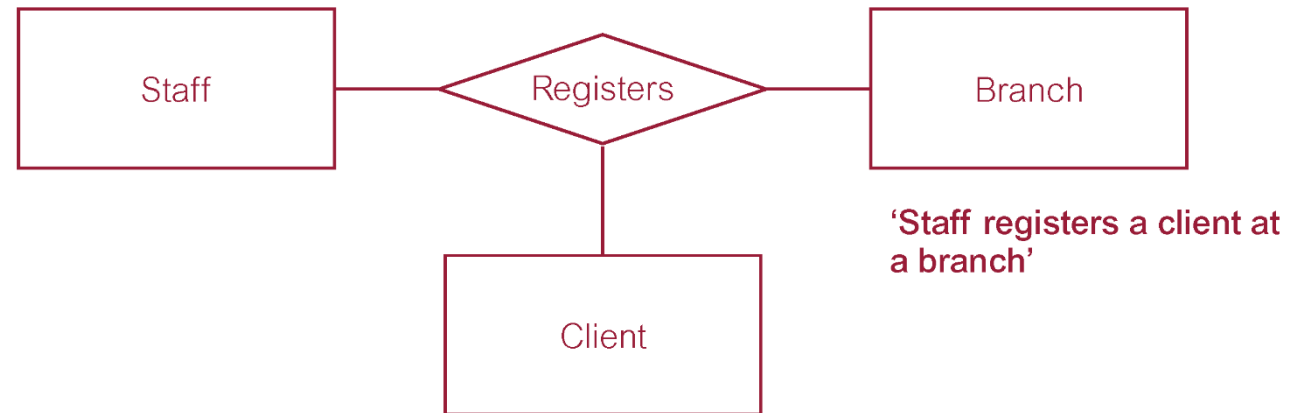 Staff
Registers
Branch
‘Staff registers a client at
a branch’
Client